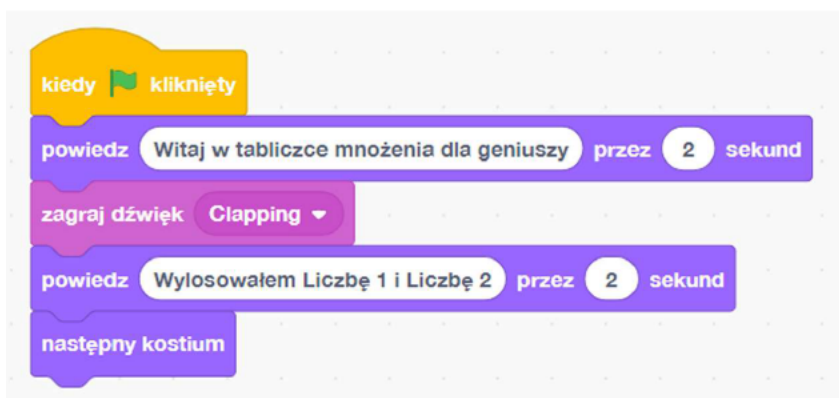 kiedy kliknięty
powiedz Witaj w tabliczce mnożenia dla geniuszy przez 2 sekund
zagraj dźwięk Clapping
powiedz Wylosowałem Liczbę 1 i Liczbę 2 przez 2 sekund
następny kostium